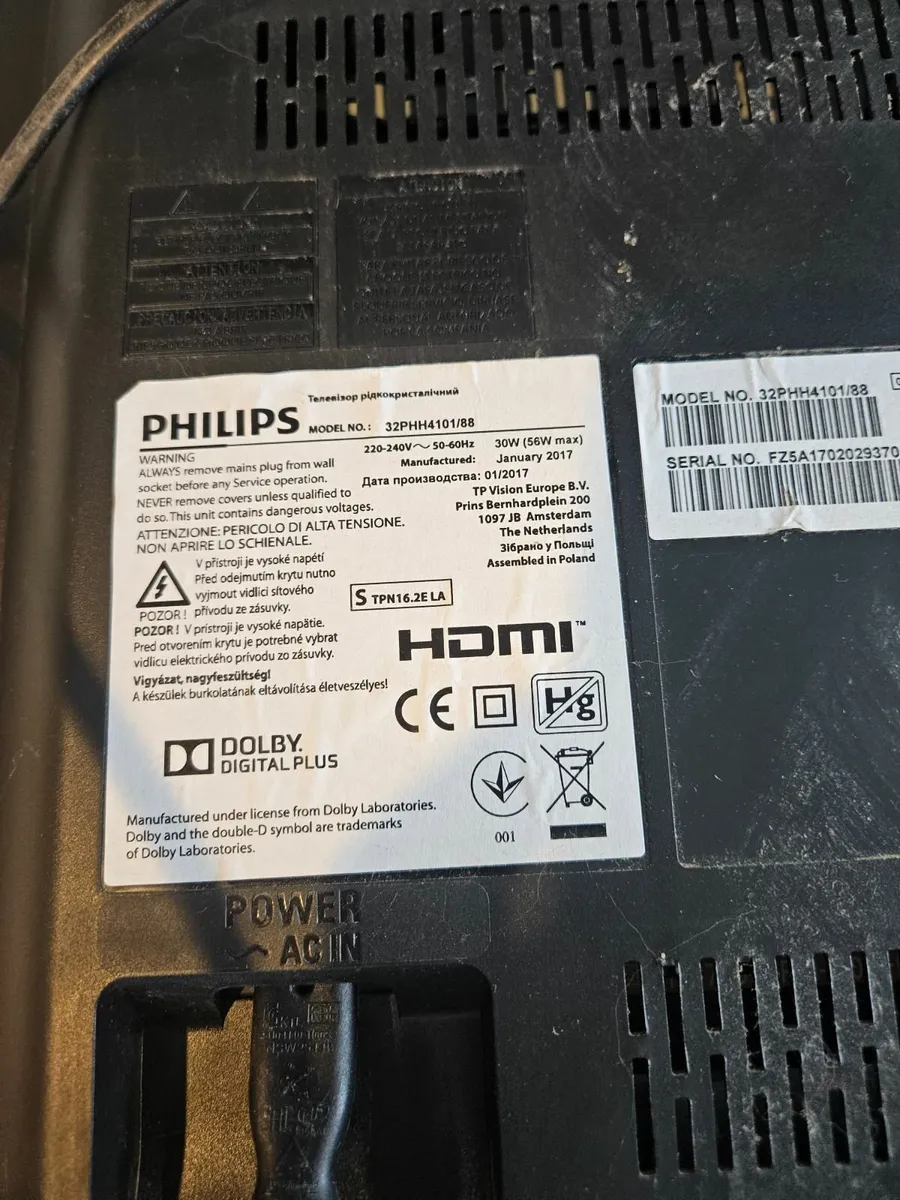 ATTENTION
PRECAUCION ADVERTENCIA
Телевізор рідкокристалічний
PHILIPS MODEL NO.: 32PHH4101/88
220-240V~ 50-60Hz 30W (56W max)
Manufactured: January 2017
Дата производства: 01/2017
TP Vision Europe B.V.
Prins Bernhardplein 200
1097 JB Amsterdam
The Netherlands
Зібрано у Польщі
Assembled in Poland
WARNING
ALWAYS remove mains plug from wall
socket before any Service operation.
NEVER remove covers unless qualified to
do so. This unit contains dangerous voltages.
ATTENZIONE: PERICOLO DI ALTA TENSIONE.
NON APRIRE LO SCHIENALE.
V přístroji je vysoké napětí
Před odejmutím krytu nutno
vyjmout vidlici síťového
POZOR! přívodu ze zásuvky.
POZOR! V prístroji je vysoké napätie.
Pred otvorením krytu je potrebné vybrat
vidlicu elektrického prívodu zo zásuvky.
Vigyázat, nagyfeszültség!
A készülek burkolatának eltávolítása életveszélyes!
S TPN16.2E LA
HDMI™
CE Hg
DOLBY.
DIGITAL PLUS
Manufactured under license from Dolby Laboratories.
Dolby and the double-D symbol are trademarks
of Dolby Laboratories.
001
MODEL NO. 32PHH4101/88
SERIAL NO. FZ5A1702029370
POWER
~ AC IN